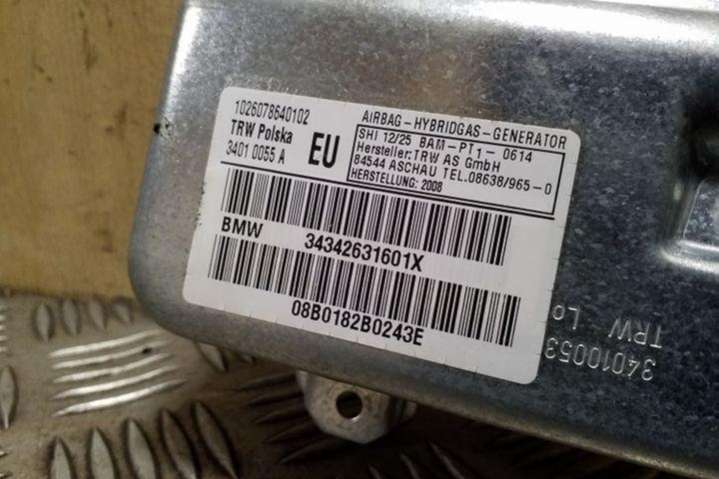 1026078640102
TRW Polska
3401 0055 A
EU
AIRBAG-HYBRIDGAS-GENERATOR
SHI 12/25 BAM-PT1-0614
Hersteller:TRW AS GmbH
84544 ASCHAU TEL.08638/965-0
HERSTELLUNG: 2008
BMW 34342631601X
08B0182B0243E
34010053
TRW Lo